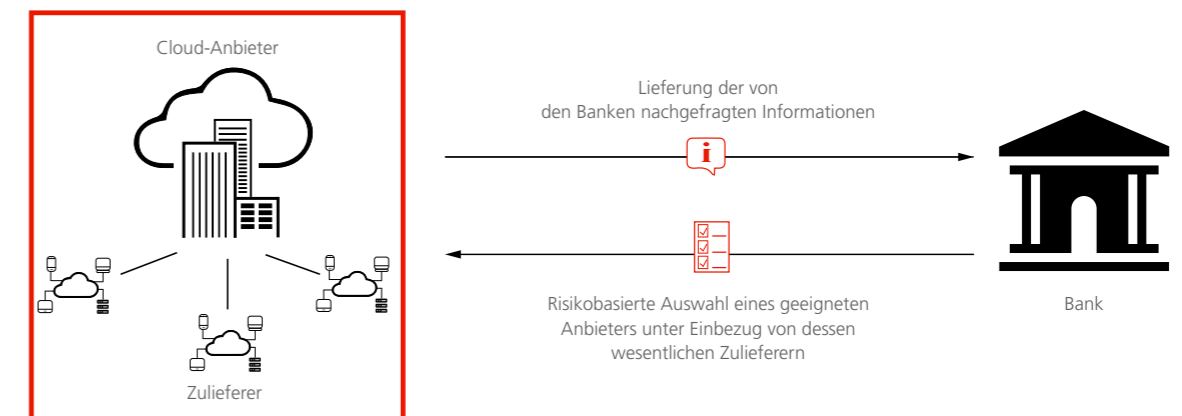 Cloud-Anbieter
Lieferung der von
den Banken nachgefragten Informationen
i
Risikobasierte Auswahl eines geeigneten
Anbieters unter Einbezug von dessen
wesentlichen Zulieferern
Bank
Zulieferer